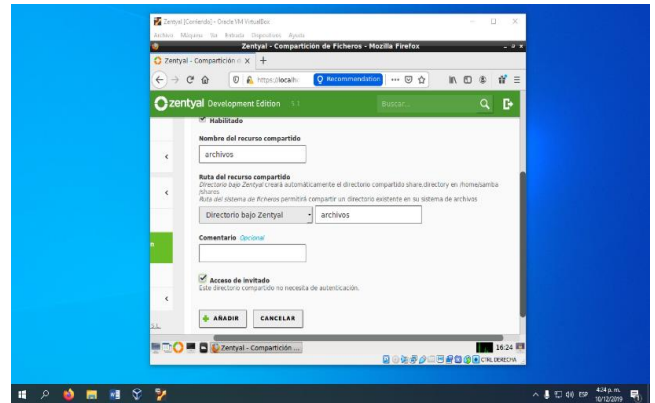 Zentyal [Corriendo] - Oracle VM VirtualBox
Archivo Máquina Ver Entrada Dispositivos Ayuda
Zentyal - Compartición de Ficheros - Mozilla Firefox
Zentyal - Compartición d
https://localh
Recommendation
zentyal Development Edition
Buscar...
Habilitado
Nombre del recurso compartido
archivos
Ruta del recurso compartido
Directorio bajo Zentyal creará automáticamente el directorio compartido share.directory en /home/samba
/shares
Ruta del sistema de ficheros permitirá compartir un directorio existente en su sistema de archivos
Directorio bajo Zentyal
archivos
Comentario Opcional
Acceso de invitado
Este directorio compartido no necesita de autenticación.
AÑADIR CANCELAR
Zentyal - Compartición ...
16:24
CTRL DERECHA
ESP
4:24 p. m.
10/12/2019